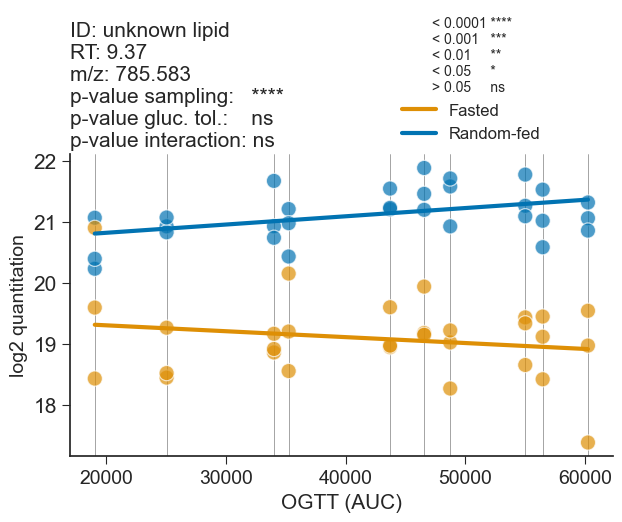 ID: unknown lipid
RT: 9.37
m/z: 785.583
p-value sampling: ****
p-value gluc. tol.: ns
p-value interaction: ns
< 0.0001 ****
< 0.001 ***
< 0.01 **
< 0.05 *
> 0.05 ns
Fasted
Random-fed
22
21
20
19
18
log2 quantitation
20000 30000 40000 50000 60000
OGTT (AUC)